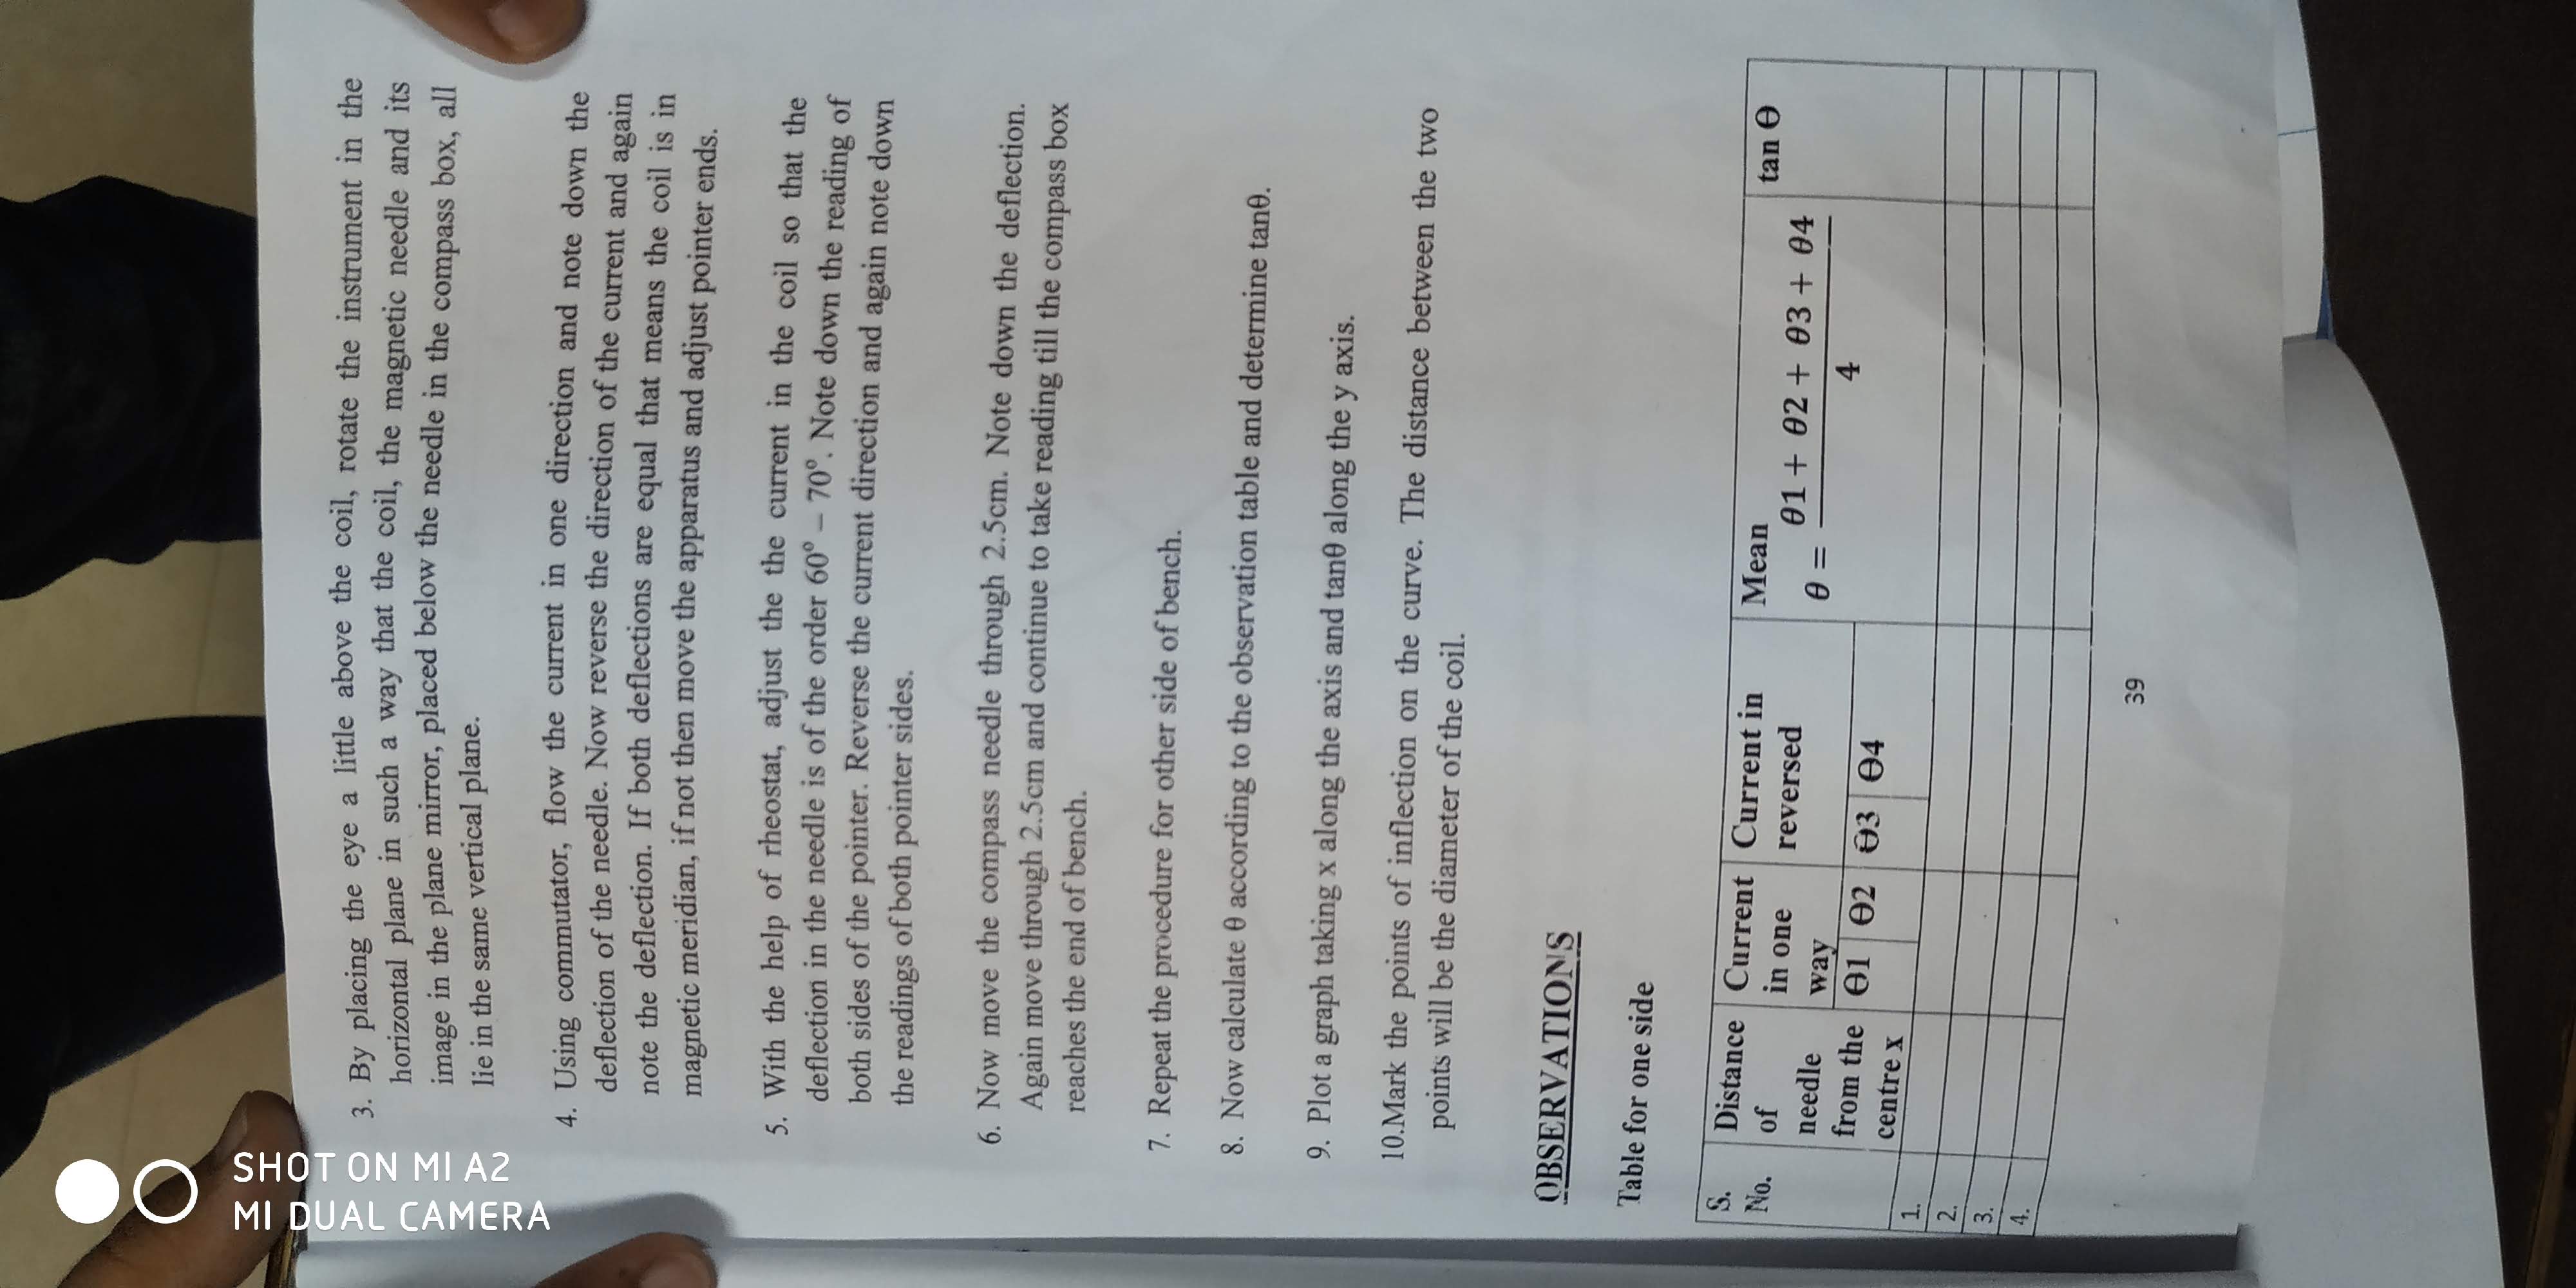 3. By placing the eye a little above the coil, rotate the instrument in the
horizontal plane in such a way that the coil, the magnetic needle and its
image in the plane mirror, placed below the needle in the compass box, all
lie in the same vertical plane.
4. Using commutator, flow the current in one direction and note down the
deflection of the needle. Now reverse the direction of the current and again
note the deflection. If both deflections are equal that means the coil is in
magnetic meridian, if not then move the apparatus and adjust pointer ends.
5. With the help of rheostat, adjust the current in the coil so that the
deflection in the needle is of the order 60⁰ – 70⁰. Note down the reading of
both sides of the pointer. Reverse the current direction and again note down
the readings of both pointer sides.
6. Now move the compass needle through 2.5cm. Note down the deflection.
Again move through 2.5cm and continue to take reading till the compass box
reaches the end of bench.
7. Repeat the procedure for other side of bench.
8. Now calculate θ according to the observation table and determine tanθ.
9. Plot a graph taking x along the axis and tanθ along the y axis.
10.Mark the points of inflection on the curve. The distance between the two
points will be the diameter of the coil.
OBSERVATIONS
Table for one side
S. No. Distance of needle from the centre x Current in one way Current in reversed Mean θ = θ1 + θ2 + θ3 + θ4 / 4 tan Θ
Θ1 Θ2 Θ3 Θ4
1.
2.
3.
4.
39
SHOT ON MI A2
MI DUAL CAMERA